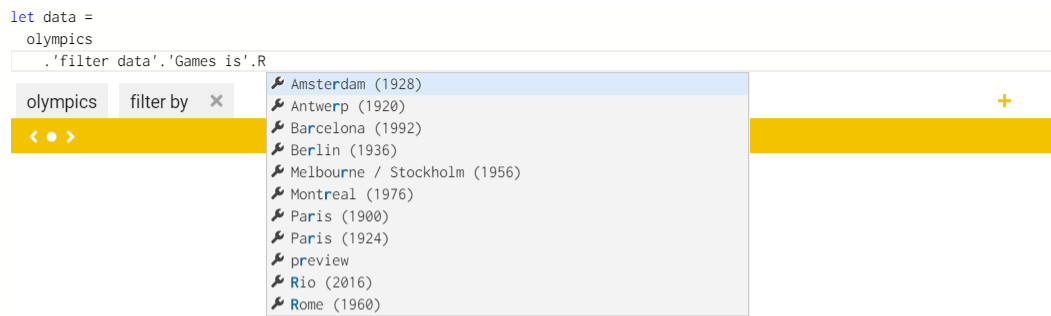 let data =
olympics
.'filter data'.'Games is'.R
Amsterdam (1928)
olympics filter by ×
Antwerp (1920)
Barcelona (1992)
Berlin (1936)
Melbourne / Stockholm (1956)
Montreal (1976)
Paris (1900)
Paris (1924)
preview
Rio (2016)
Rome (1960)